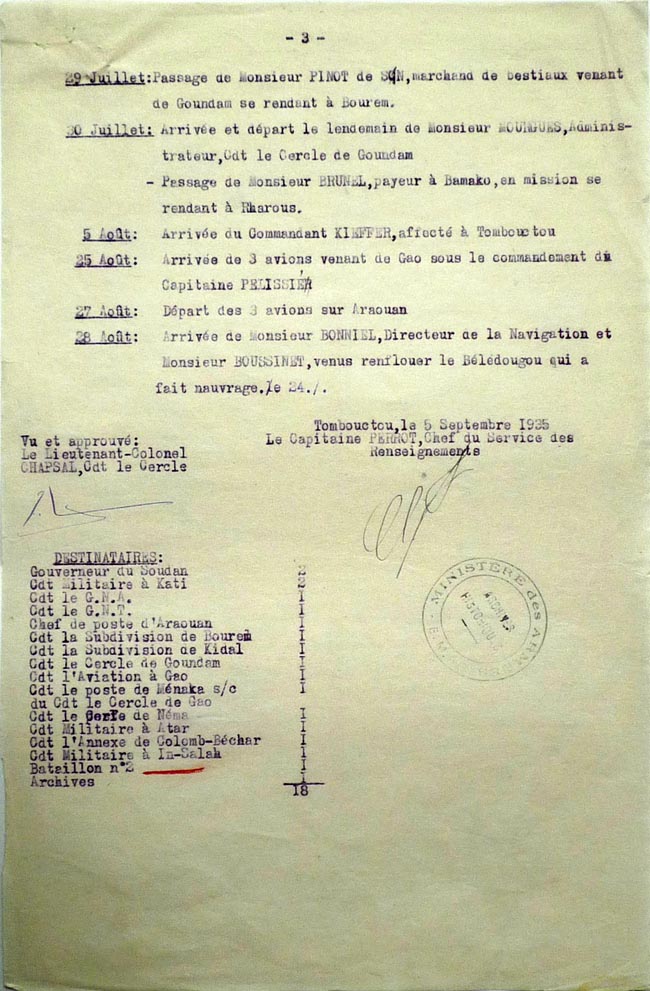 - 3 -
29 Juillet:Passage de Monsieur PINOT de SON,marchand de bestiaux venant
de Goundam se rendant à Bourem.
30 Juillet: Arrivée et départ le lendemain de Monsieur MOURGUES,Adminis-
trateur,Cdt le Cercle de Goundam
- Passage de Monsieur BRUNEL,payeur à Bamako,en mission se
rendant à Rharous.
5 Août: Arrivée du Commandant KIEFFER,affecté à Tombouctou
25 Août: Arrivée de 3 avions venant de Gao sous le commandement du
Capitaine PELISSIER
27 Août: Départ des 3 avions sur Araouan
28 Août: Arrivée de Monsieur BONNIEL,Directeur de la Navigation et
Monsieur BOUSSINET,venus renflouer le Bélédougou qui a
fait nauvrage.le 24./.
Tombouctou,le 5 Septembre 1935
Le Capitaine PERROT,Chef du Service des
Renseignements
Vu et approuvé:
Le Lieutenant-Colonel
CHAPSAL,Cdt le Cercle
DESTINATAIRES:
Gouverneur du Soudan 2
Cdt militaire à Kati 2
Cdt le G.N.A. I
Cdt le G.N.T. I
Chef de poste d'Araouan I
Cdt la Subdivision de Bourem I
Cdt la Subdivision de Kidal I
Cdt le Cercle de Goundam I
Cdt l'Aviation à Gao I
Cdt le poste de Ménaka s/c I
du Cdt le Cercle de Gao
Cdt le Cercle de Néma I
Cdt Militaire à Atar I
Cdt l'Annexe de Colomb-Béchar I
Cdt Militaire à In-Salah I
Bataillon n°2 I
Archives I
18
MINISTÈRE des ARM
ARCHIVES
HISTORIQUES